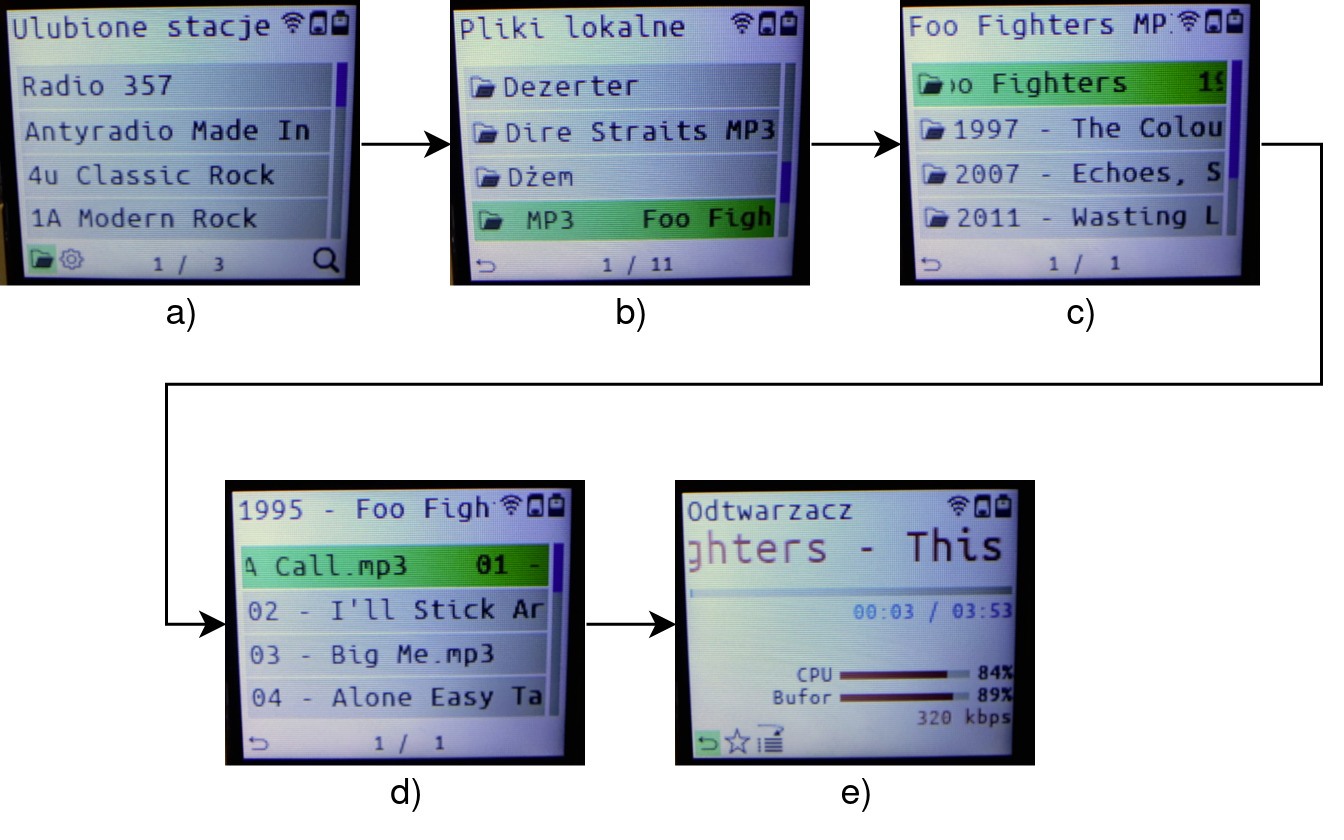 Ulubione stacje
Radio 357
Antyradio Made In
4u Classic Rock
1A Modern Rock
1 / 3
a)
Pliki lokalne
Dezerter
Dire Straits MP3
Dżem
MP3 Foo Figh
1 / 11
b)
Foo Fighters MP
Fighters
1997 - The Colou
2007 - Echoes, S
2011 - Wasting L
1 / 1
c)
1995 - Foo Figh
A Call.mp3 01 -
02 - I'll Stick Ar
03 - Big Me.mp3
04 - Alone Easy Ta
1 / 1
d)
Odtwarzacz
ghters - This
00:03 / 03:53
CPU 84%
Bufor 89%
320 kbps
e)